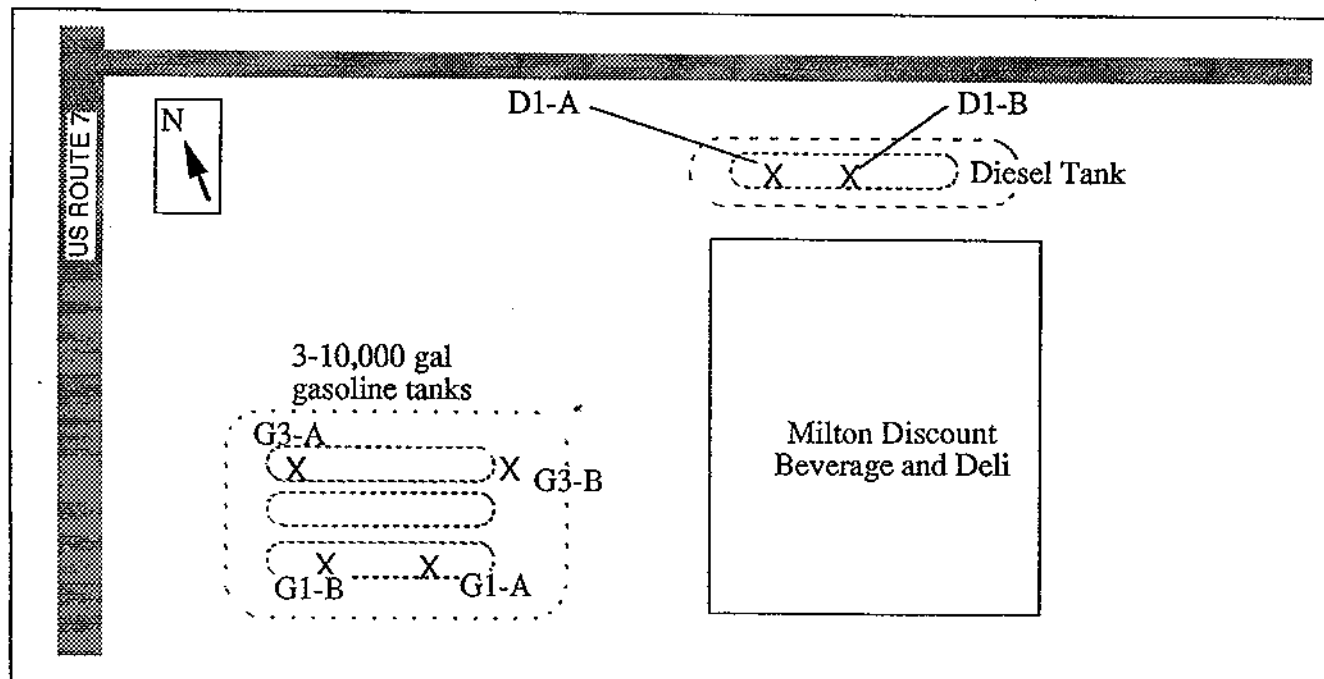 D1-A
D1-B
N
US ROUTE 7
Diesel Tank
3-10,000 gal
gasoline tanks
G3-A
X
X
X
G3-B
Milton Discount
Beverage and Deli
X
X
X
G1-B
G1-A